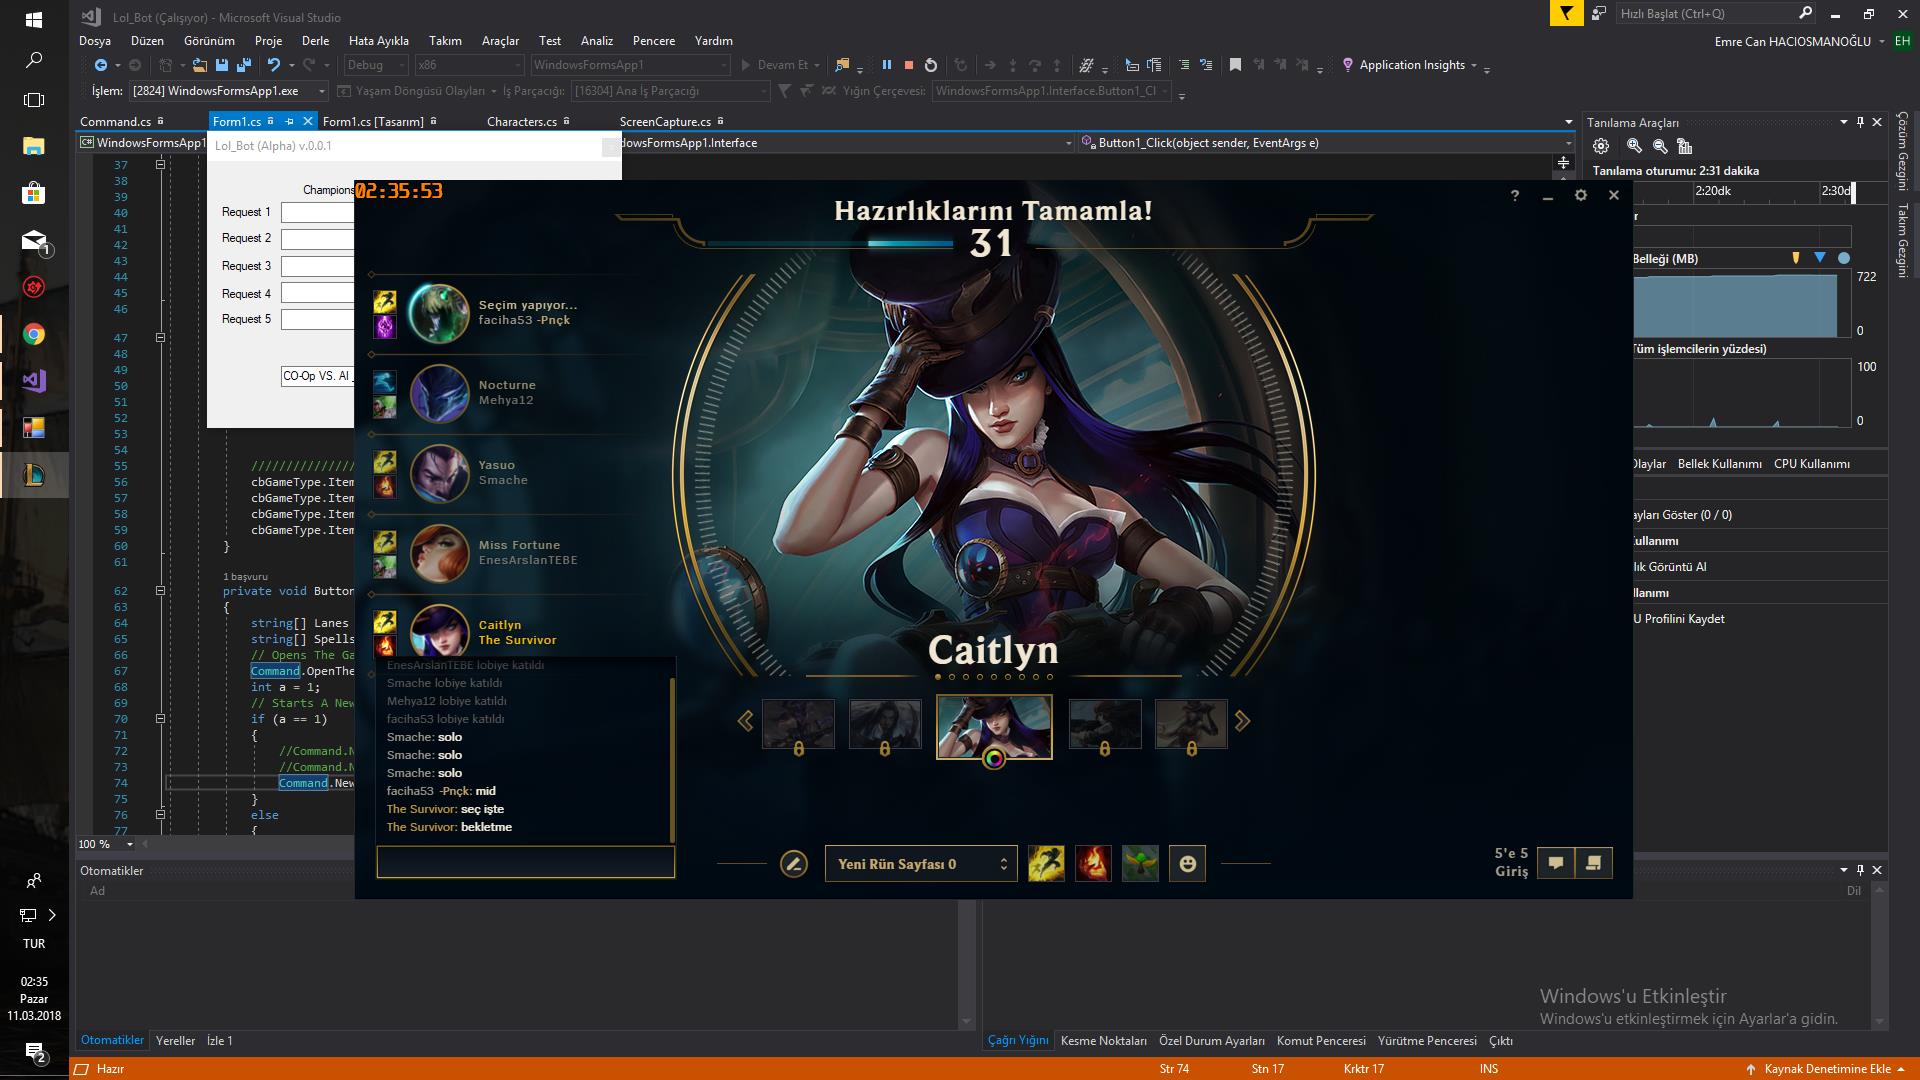 Lol_Bot (Çalışıyor) - Microsoft Visual Studio
Hızlı Başlat (Ctrl+Q)
Dosya Düzen Görünüm Proje Derle Hata Ayıkla Takım Araçlar Test Analiz Pencere Yardım
Emre Can HACIOSMANOĞLU EH
Debug x86 WindowsFormsApp1 Devam Et Application Insights
İşlem: [2824] WindowsFormsApp1.exe Yaşam Döngüsü Olayları İş Parçacığı: [16304] Ana İş Parçacığı Yığın Çerçevesi: WindowsFormsApp1.Interface.Button1_Cl
Command.cs Form1.cs Form1.cs [Tasarım] Characters.cs ScreenCapture.cs
C# WindowsFormsApp1 dowsFormsApp1.Interface Button1_Click(object sender, EventArgs e)
Lol_Bot (Alpha) v.0.0.1
Champions
Request 1
Request 2
Request 3
Request 4
Request 5
CO-Op VS. AI
37
38
39
40
41
42
43
44
45
46
47
48
49
50
51
52
53
54
55 ///////////////
56 cbGameType.Item
57 cbGameType.Item
58 cbGameType.Item
59 cbGameType.Item
60 }
61
1 başvuru
62 private void Button
63 {
64 string[] Lanes
65 string[] Spells
66 // Opens The Ga
67 Command.OpenThe
68 int a = 1;
69 // Starts A New
70 if (a == 1)
71 {
72 //Command.N
73 //Command.N
74 Command.New
75 }
76 else
77 {
100 %
02:35:53
Hazırlıklarını Tamamla!
31
?
Seçim yapıyor...
faciha53 -Pnçk
Nocturne
Mehya12
Yasuo
Smache
Miss Fortune
EnesArslanTEBE
Caitlyn
The Survivor
EnesArslanTEBE lobiye katıldı
Smache lobiye katıldı
Mehya12 lobiye katıldı
faciha53 lobiye katıldı
Smache: solo
Smache: solo
Smache: solo
faciha53 -Pnçk: mid
The Survivor: seç işte
The Survivor: bekletme
Caitlyn
Yeni Rün Sayfası 0
5'e 5
Giriş
Tanılama Araçları
Tanılama oturumu: 2:31 dakika
2:20dk 2:30d
r
Belleği (MB)
722
0
Tüm işlemcilerin yüzdesi)
100
0
Olaylar Bellek Kullanımı CPU Kullanımı
ayları Göster (0 / 0)
ullanımı
lık Görüntü Al
llanımı
U Profilini Kaydet
Çözüm Gezgini
Takım Gezgini
Otomatikler
Ad
Dil
Otomatikler Yereller İzle 1
Çağrı Yığını Kesme Noktaları Özel Durum Ayarları Komut Penceresi Yürütme Penceresi Çıktı
Windows'u Etkinleştir
Windows'u etkinleştirmek için Ayarlar'a gidin.
Hazır Str 74 Stn 17 Krktr 17 INS Kaynak Denetimine Ekle
1
TUR
02:35
Pazar
11.03.2018
2